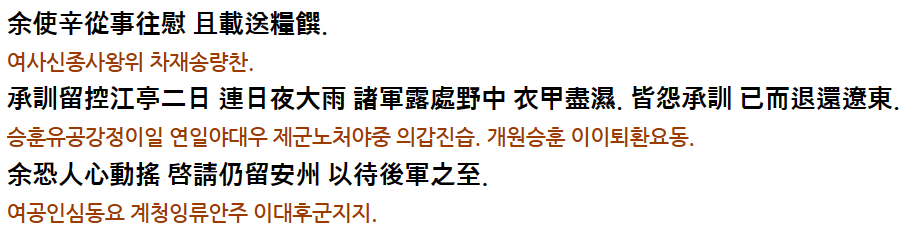 余使辛從事往慰 且載送糧饌.
여사신종사왕위 차재송량찬.
承訓留控江亭二日 連日夜大雨 諸軍露處野中 衣甲盡濕. 皆怨承訓 已而退還遼東.
승훈유공강정이일 연일야대우 제군노처야중 의갑진습. 개원승훈 이이퇴환요동.
余恐人心動搖 啓請仍留安州 以待後軍之至.
여공인심동요 계청잉류안주 이대후군지지.